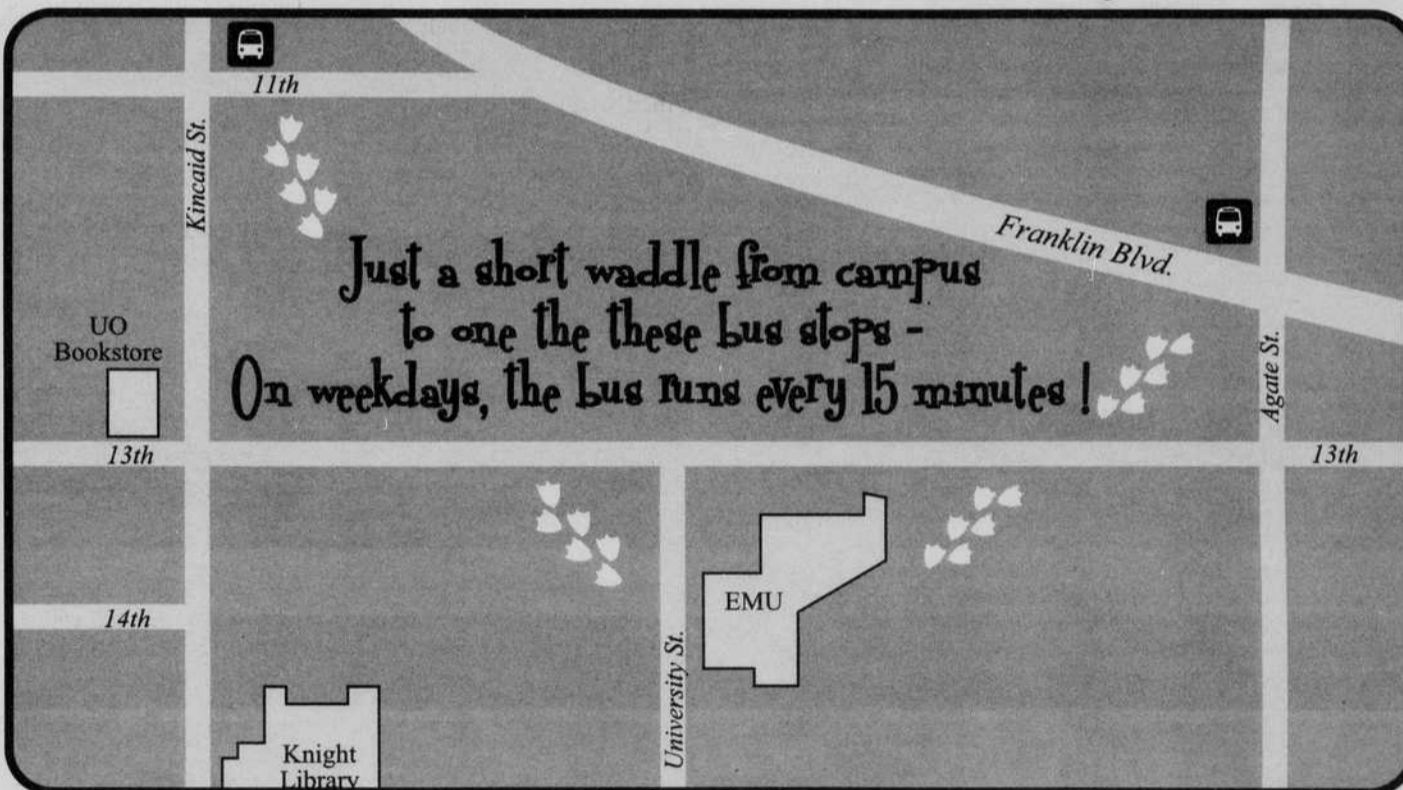 11th
Kincaid St.
Franklin Blvd.
Just a short waddle from campus
to one the these bus stops -
On weekdays, the bus runs every 15 minutes !
UO
Bookstore
Agate St.
13th
13th
14th
EMU
University St.
Knight
Library